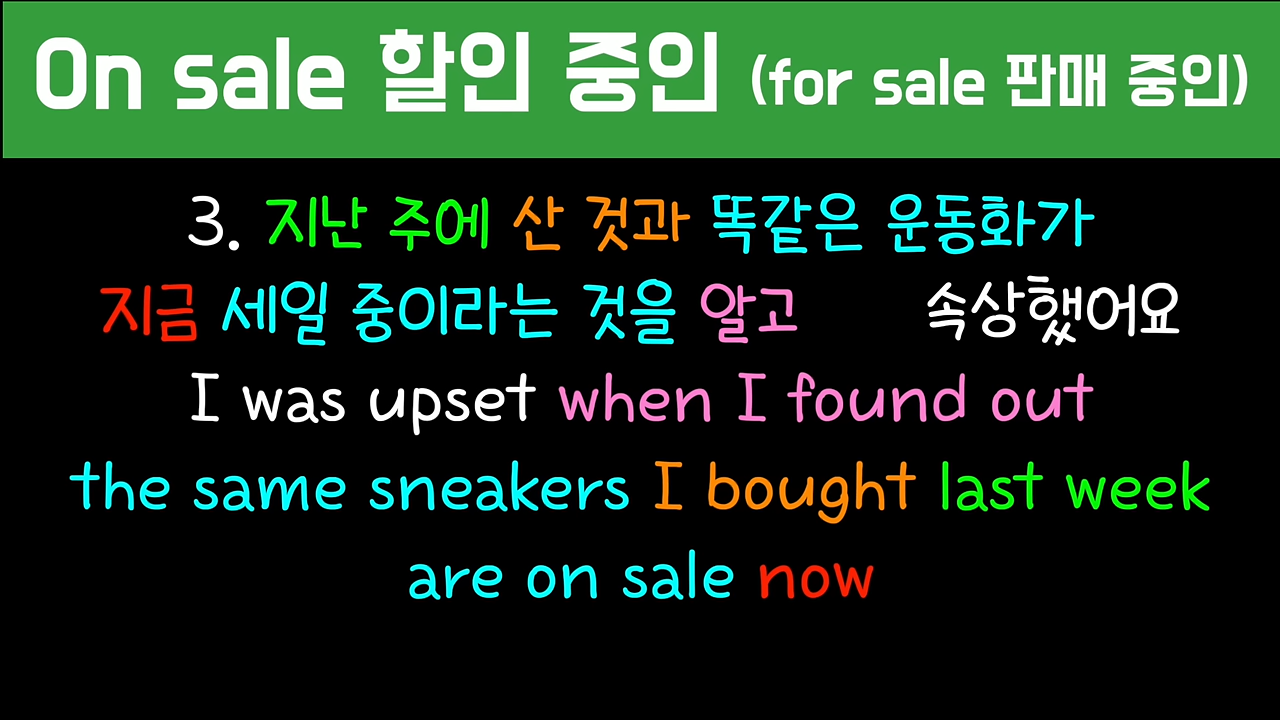 On sale 할인 중인 (for sale 판매 중인)
3. 지난 주에 산 것과 똑같은 운동화가
지금 세일 중이라는 것을 알고 속상했어요
I was upset when I found out
the same sneakers I bought last week
are on sale now